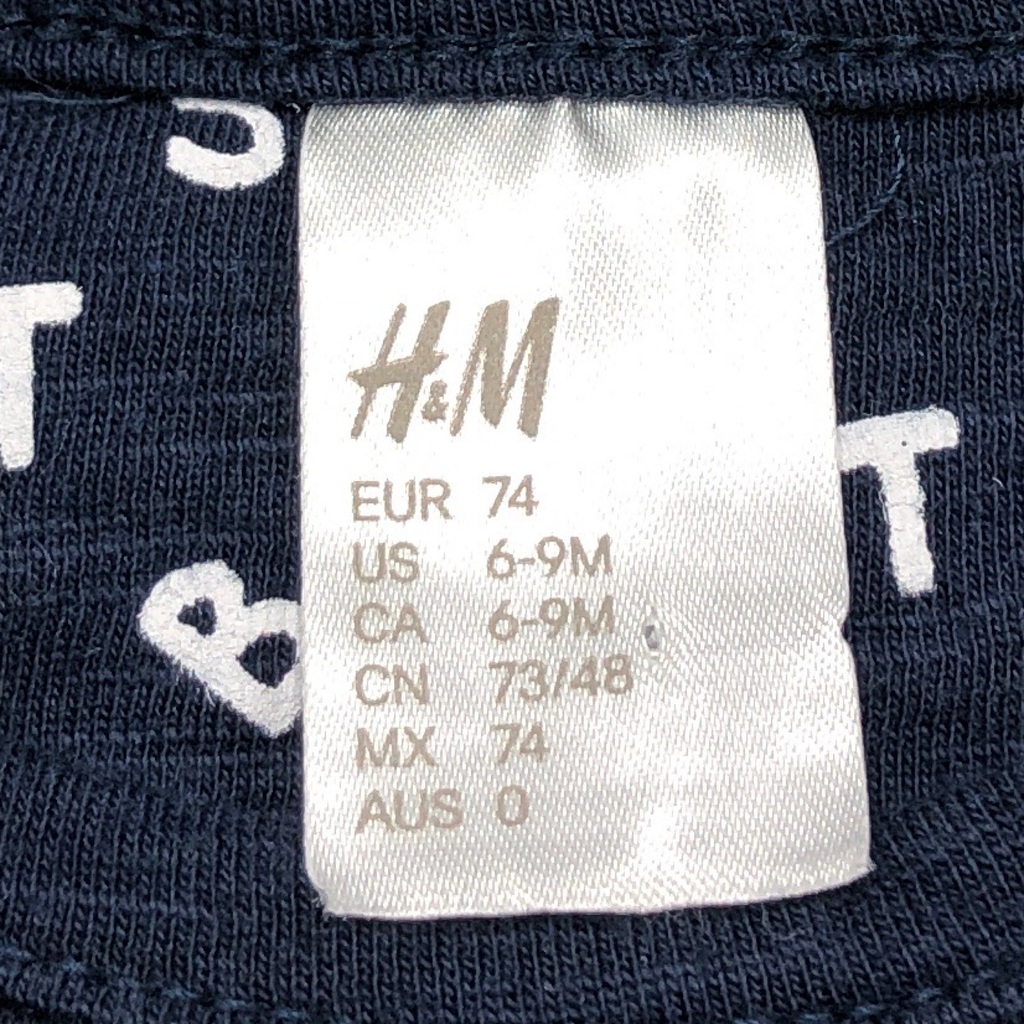 J
T
H&M
EUR 74
US 6-9M
CA 6-9M
CN 73/48
MX 74
AUS 0
T
B